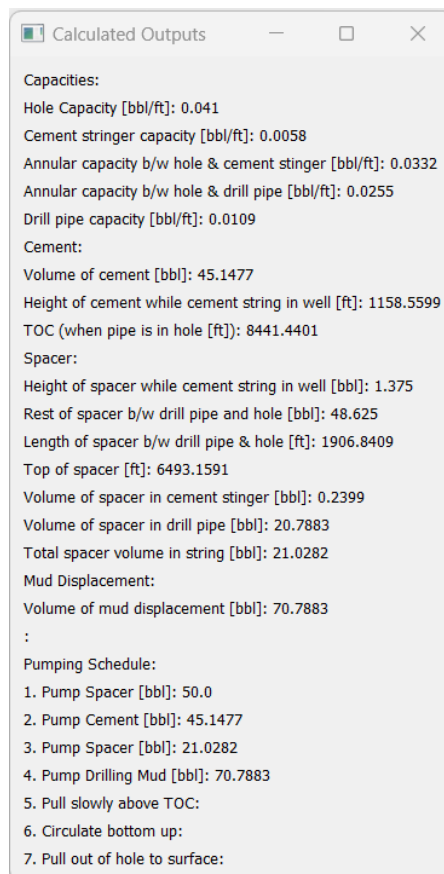 Calculated Outputs
Capacities:
Hole Capacity [bbl/ft]: 0.041
Cement stringer capacity [bbl/ft]: 0.0058
Annular capacity b/w hole & cement stinger [bbl/ft]: 0.0332
Annular capacity b/w hole & drill pipe [bbl/ft]: 0.0255
Drill pipe capacity [bbl/ft]: 0.0109
Cement:
Volume of cement [bbl]: 45.1477
Height of cement while cement string in well [ft]: 1158.5599
TOC (when pipe is in hole [ft]): 8441.4401
Spacer:
Height of spacer while cement string in well [bbl]: 1.375
Rest of spacer b/w drill pipe and hole [bbl]: 48.625
Length of spacer b/w drill pipe & hole [ft]: 1906.8409
Top of spacer [ft]: 6493.1591
Volume of spacer in cement stinger [bbl]: 0.2399
Volume of spacer in drill pipe [bbl]: 20.7883
Total spacer volume in string [bbl]: 21.0282
Mud Displacement:
Volume of mud displacement [bbl]: 70.7883
:
Pumping Schedule:
1. Pump Spacer [bbl]: 50.0
2. Pump Cement [bbl]: 45.1477
3. Pump Spacer [bbl]: 21.0282
4. Pump Drilling Mud [bbl]: 70.7883
5. Pull slowly above TOC:
6. Circulate bottom up:
7. Pull out of hole to surface: